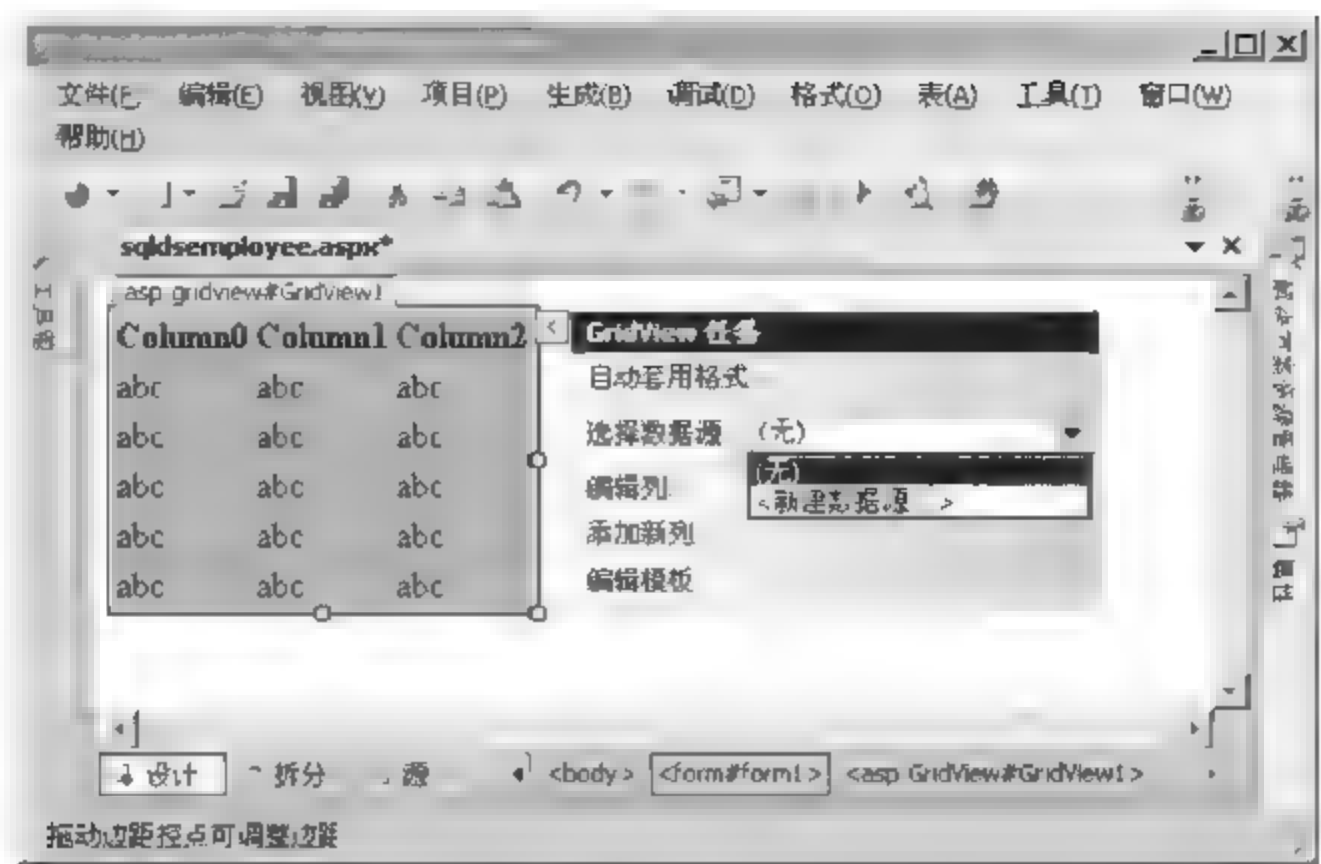 文件(F) 编辑(E) 视图(V) 项目(P) 生成(B) 调试(D) 格式(O) 表(A) 工具(T) 窗口(W)
帮助(H)
sqldsemployee.aspx*
工具箱
asp:gridview#GridView1
Column0 Column1 Column2
abc abc abc
abc abc abc
abc abc abc
abc abc abc
abc abc abc
GridView 任务
自动套用格式
选择数据源 (无)
(无)
<新建数据源 >
编辑列
添加新列
编辑模板
设计 拆分 源 <body> <form#form1> <asp:GridView#GridView1>
拖动边距控点可调整边距